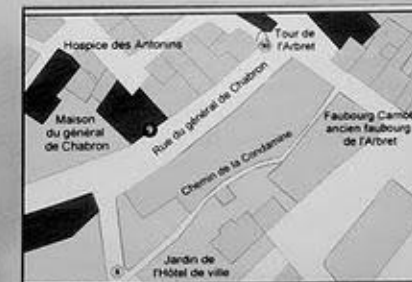 Hospice des Antonins
Tour de
l'Arbret
Maison
du général
de Chabron
Rue du général de Chabron
Faubourg Carnot
ancien faubourg
de l'Arbret
Chemin de la Condamine
Jardin de
l'Hôtel de ville